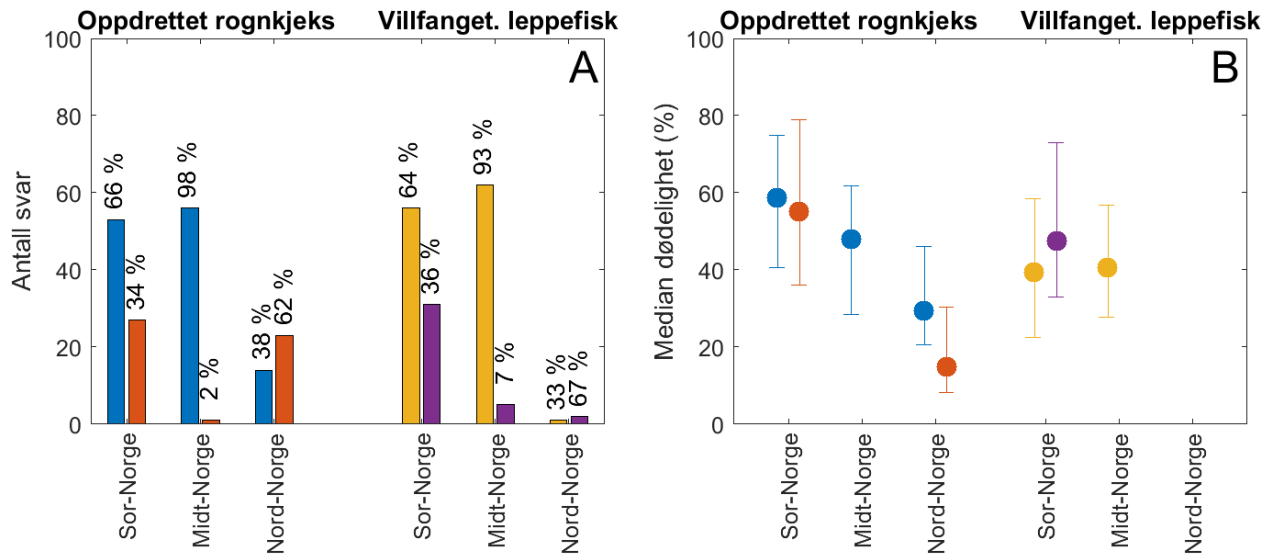 Oppdrettet rognkjeks
Villfanget. leppefisk
A
Antall svar
100
80
60
40
20
0
66 %
34 %
98 %
2 %
38 %
62 %
64 %
36 %
93 %
7 %
33 %
67 %
Sor-Norge
Midt-Norge
Nord-Norge
Sor-Norge
Midt-Norge
Nord-Norge
Oppdrettet rognkjeks
Villfanget. leppefisk
B
Median dødelighet (%)
100
80
60
40
20
0
Sor-Norge
Midt-Norge
Nord-Norge
Sor-Norge
Midt-Norge
Nord-Norge